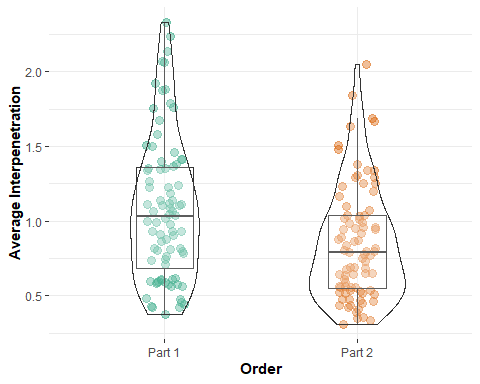 Average Interpenetration
2.0
1.5
1.0
0.5
Part 1
Part 2
Order